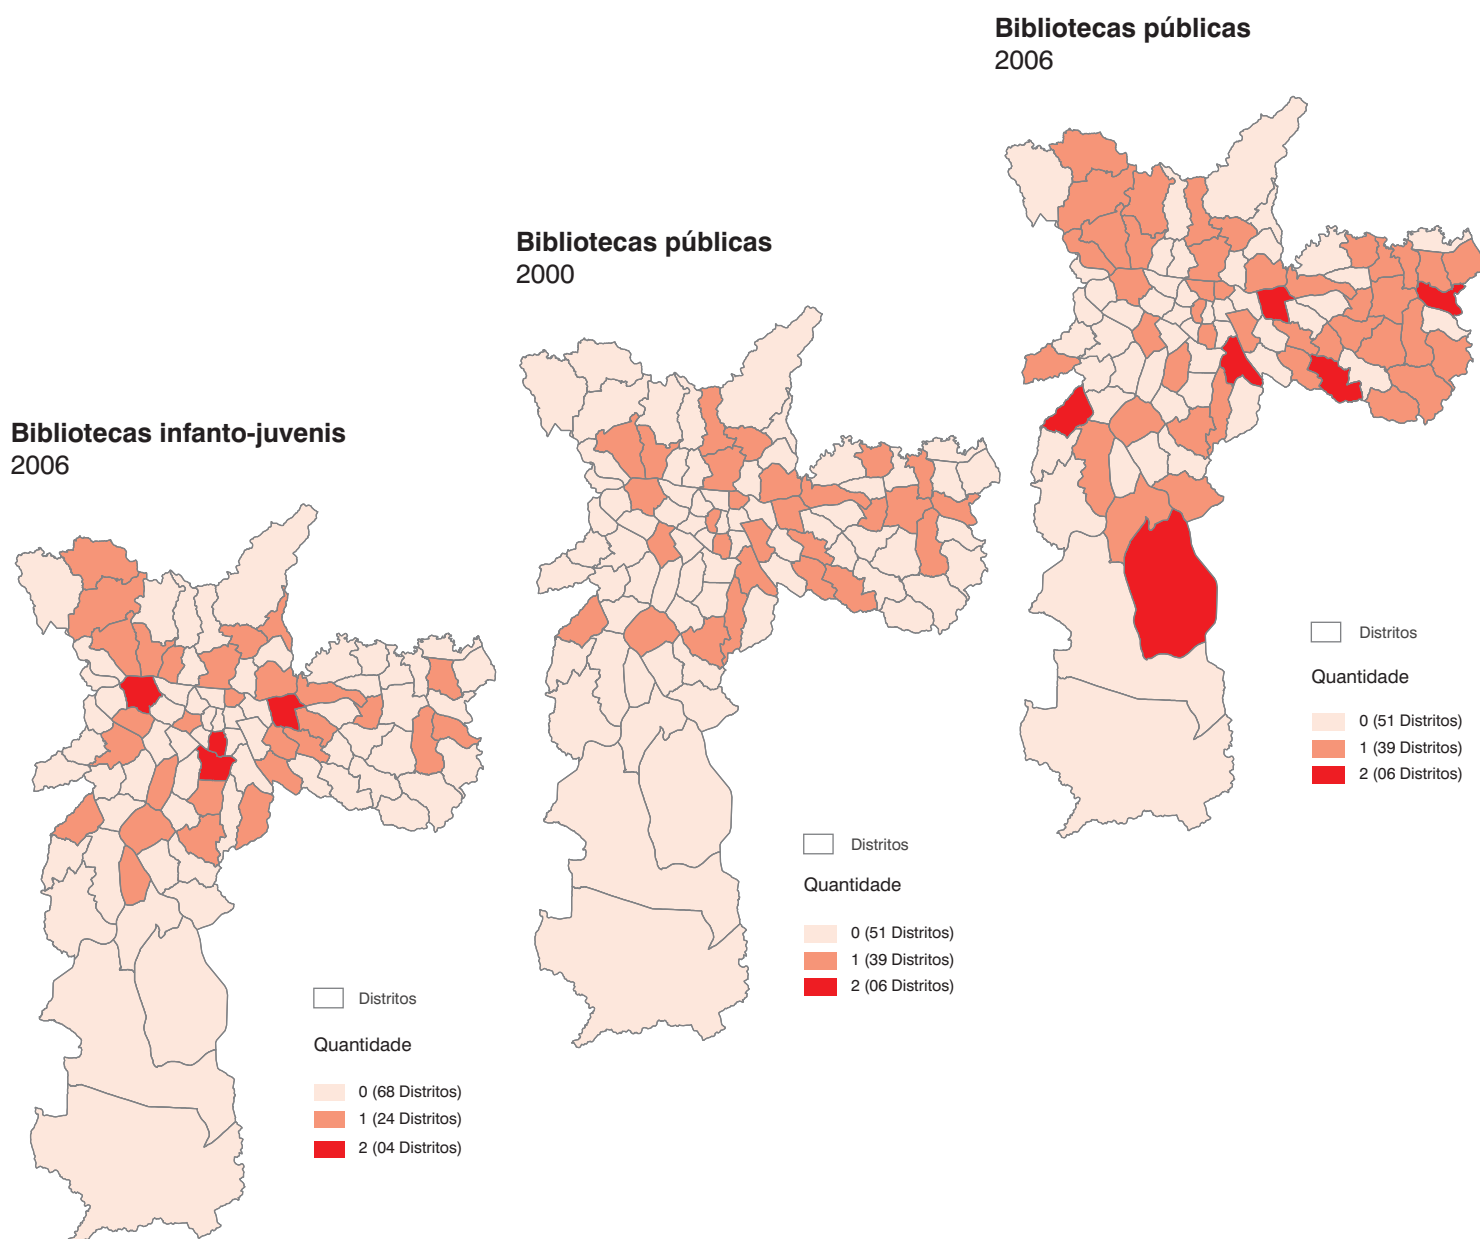 Bibliotecas públicas
2006
Distritos
Quantidade
0 (51 Distritos)
1 (39 Distritos)
2 (06 Distritos)
Bibliotecas públicas
2000
Distritos
Quantidade
0 (51 Distritos)
1 (39 Distritos)
2 (06 Distritos)
Bibliotecas infanto-juvenis
2006
Distritos
Quantidade
0 (68 Distritos)
1 (24 Distritos)
2 (04 Distritos)